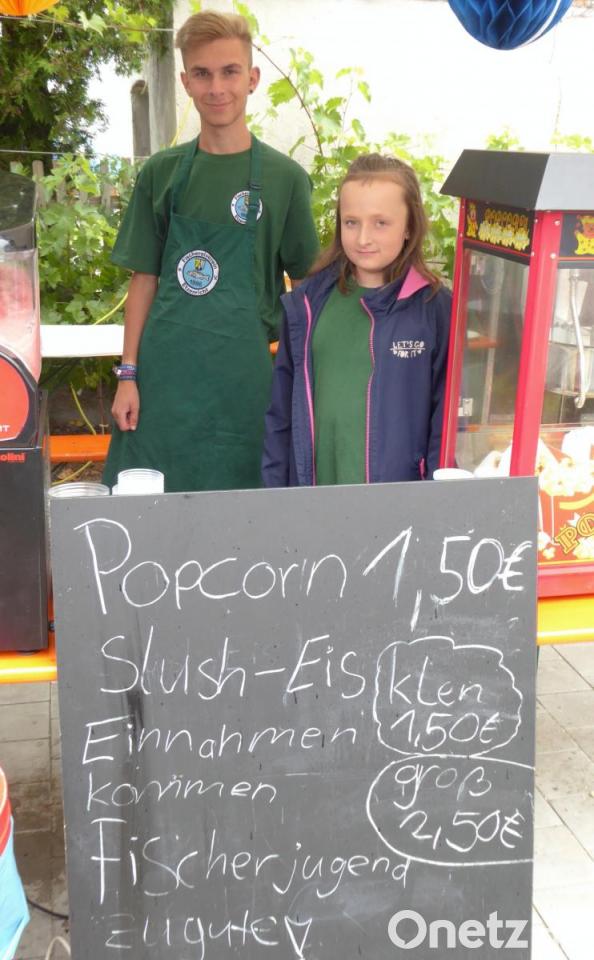 LET'S GO
FOR IT
Popcorn 1,50€
Slush-Eis
klen
1,50€
Einnahmen
kommen
groß
2,50€
Fischerjugend
zugute
Onetz